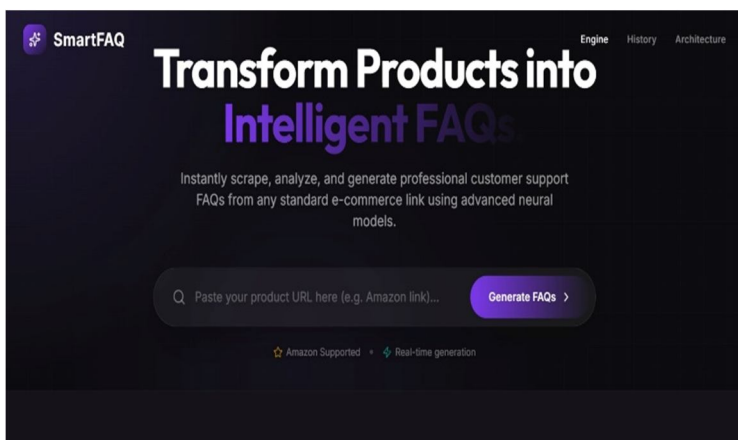 SmartFAQ
Engine History Architecture
Transform Products into
Intelligent FAQs
Instantly scrape, analyze, and generate professional customer support
FAQs from any standard e-commerce link using advanced neural
models.
Paste your product URL here (e.g. Amazon link)...
Generate FAQs
Amazon Supported • Real-time generation